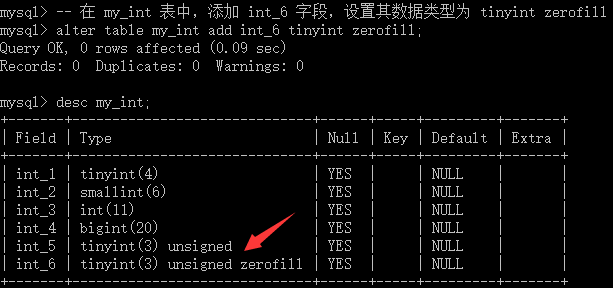 mysql> -- 在 my_int 表中，添加 int_6 字段，设置其数据类型为 tinyint zerofill
mysql> alter table my_int add int_6 tinyint zerofill;
Query OK, 0 rows affected (0.09 sec)
Records: 0  Duplicates: 0  Warnings: 0

mysql> desc my_int;
+-------+------------------------------+------+-----+---------+-------+
| Field | Type                         | Null | Key | Default | Extra |
+-------+------------------------------+------+-----+---------+-------+
| int_1 | tinyint(4)                   | YES  |     | NULL    |       |
| int_2 | smallint(6)                  | YES  |     | NULL    |       |
| int_3 | int(11)                      | YES  |     | NULL    |       |
| int_4 | bigint(20)                   | YES  |     | NULL    |       |
| int_5 | tinyint(3) unsigned          | YES  |     | NULL    |       |
| int_6 | tinyint(3) unsigned zerofill | YES  |     | NULL    |       |
+-------+------------------------------+------+-----+---------+-------+